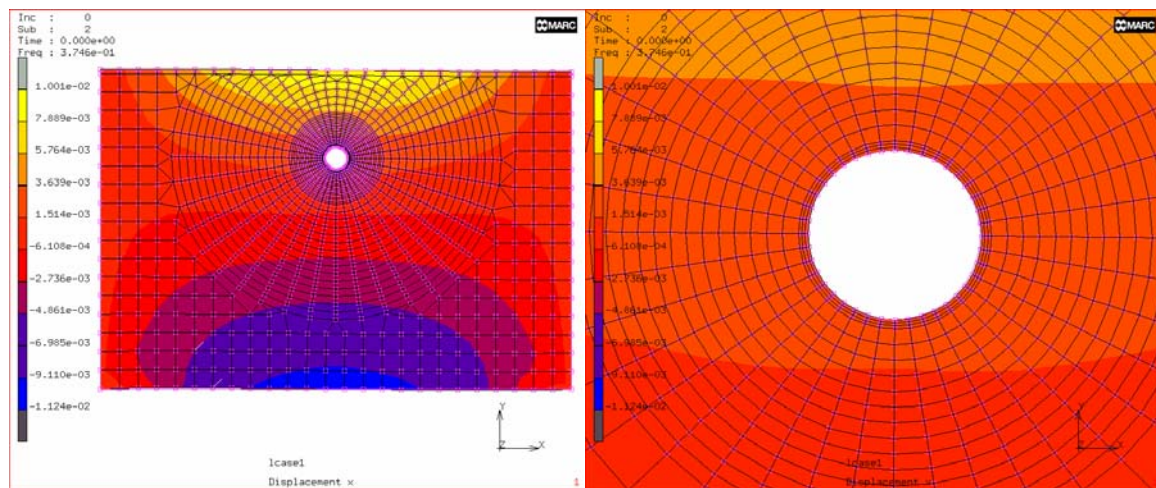 Inc : 0
Sub : 2
Time : 0.000e+00
Freq : 3.746e-01
MARC
1.001e-02
7.889e-03
5.764e-03
3.639e-03
1.514e-03
-6.108e-04
-2.736e-03
-4.861e-03
-6.985e-03
-9.110e-03
-1.124e-02
Y
Z X
lcase1
Displacement x
1
Inc : 0
Sub : 2
Time : 0.000e+00
Freq : 3.746e-01
MARC
1.001e-02
7.889e-03
5.764e-03
3.639e-03
1.514e-03
-6.108e-04
-2.736e-03
-4.861e-03
-6.985e-03
-9.110e-03
-1.124e-02
Y
Z X
lcase1
Displacement x